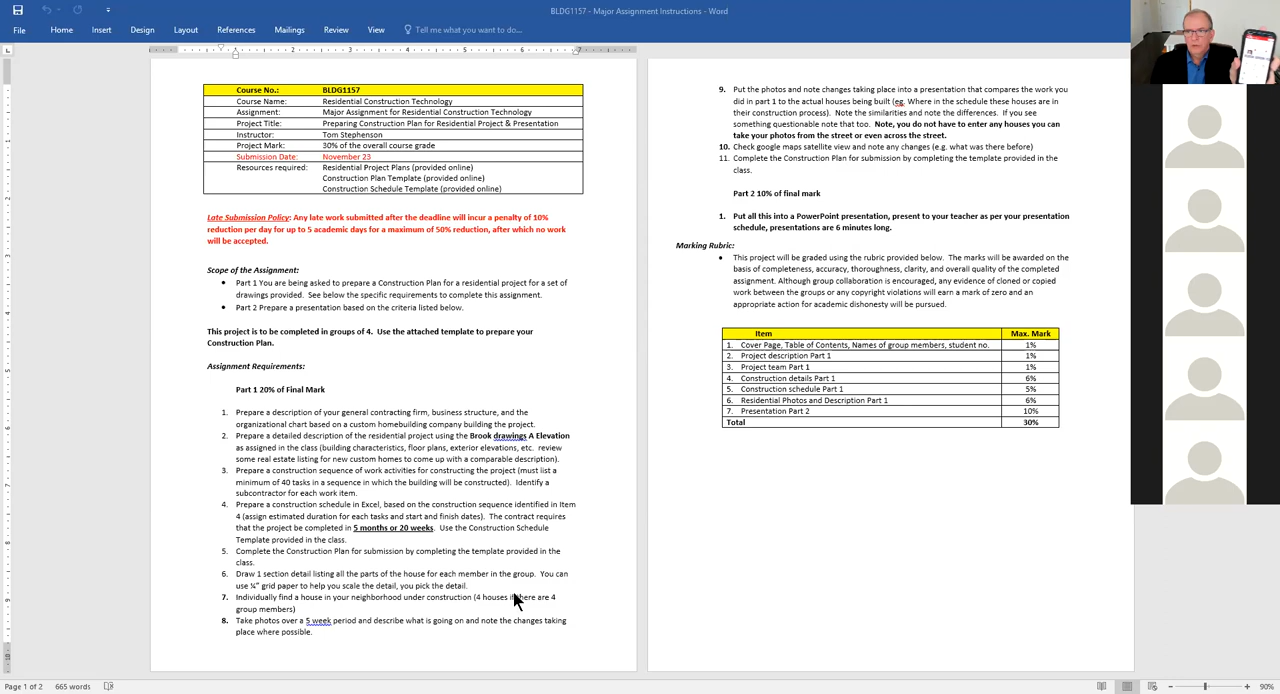 BLDG1157 - Major Assignment Instructions - Word
File Home Insert Design Layout References Mailings Review View Tell me what you want to do...
2 3 4 5 6 7
Course No.: BLDG1157
Course Name: Residential Construction Technology
Assignment: Major Assignment for Residential Construction Technology
Project Title: Preparing Construction Plan for Residential Project & Presentation
Instructor: Tom Stephenson
Project Mark: 30% of the overall course grade
Submission Date: November 23
Resources required: Residential Project Plans (provided online)
Construction Plan Template (provided online)
Construction Schedule Template (provided online)
Late Submission Policy: Any late work submitted after the deadline will incur a penalty of 10%
reduction per day for up to 5 academic days for a maximum of 50% reduction, after which no work
will be accepted.
Scope of the Assignment:
• Part 1 You are being asked to prepare a Construction Plan for a residential project for a set of
drawings provided. See below the specific requirements to complete this assignment.
• Part 2 Prepare a presentation based on the criteria listed below.
This project is to be completed in groups of 4. Use the attached template to prepare your
Construction Plan.
Assignment Requirements:
Part 1 20% of Final Mark
1. Prepare a description of your general contracting firm, business structure, and the
organizational chart based on a custom homebuilding company building the project.
2. Prepare a detailed description of the residential project using the Brook drawings A Elevation
as assigned in the class (building characteristics, floor plans, exterior elevations, etc. review
some real estate listing for new custom homes to come up with a comparable description).
3. Prepare a construction sequence of work activities for constructing the project (must list a
minimum of 40 tasks in a sequence in which the building will be constructed). Identify a
subcontractor for each work item.
4. Prepare a construction schedule in Excel, based on the construction sequence identified in Item
4 (assign estimated duration for each tasks and start and finish dates). The contract requires
that the project be completed in 5 months or 20 weeks. Use the Construction Schedule
Template provided in the class.
5. Complete the Construction Plan for submission by completing the template provided in the
class.
6. Draw 1 section detail listing all the parts of the house for each member in the group. You can
use ¼" grid paper to help you scale the detail, you pick the detail.
7. Individually find a house in your neighborhood under construction (4 houses if there are 4
group members)
8. Take photos over a 5 week period and describe what is going on and note the changes taking
place where possible.
9. Put the photos and note changes taking place into a presentation that compares the work you
did in part 1 to the actual houses being built (eg. Where in the schedule these houses are in
their construction process). Note the similarities and note the differences. If you see
something questionable note that too. Note, you do not have to enter any houses you can
take your photos from the street or even across the street.
10. Check google maps satellite view and note any changes (e.g. what was there before)
11. Complete the Construction Plan for submission by completing the template provided in the
class.
Part 2 10% of final mark
1. Put all this into a PowerPoint presentation, present to your teacher as per your presentation
schedule, presentations are 6 minutes long.
Marking Rubric:
• This project will be graded using the rubric provided below. The marks will be awarded on the
basis of completeness, accuracy, thoroughness, clarity, and overall quality of the completed
assignment. Although group collaboration is encouraged, any evidence of cloned or copied
work between the groups or any copyright violations will earn a mark of zero and an
appropriate action for academic dishonesty will be pursued.
Item Max. Mark
1. Cover Page, Table of Contents, Names of group members, student no. 1%
2. Project description Part 1 1%
3. Project team Part 1 1%
4. Construction details Part 1 6%
5. Construction schedule Part 1 5%
6. Residential Photos and Description Part 1 6%
7. Presentation Part 2 10%
Total 30%
Page 1 of 2 665 words 90%